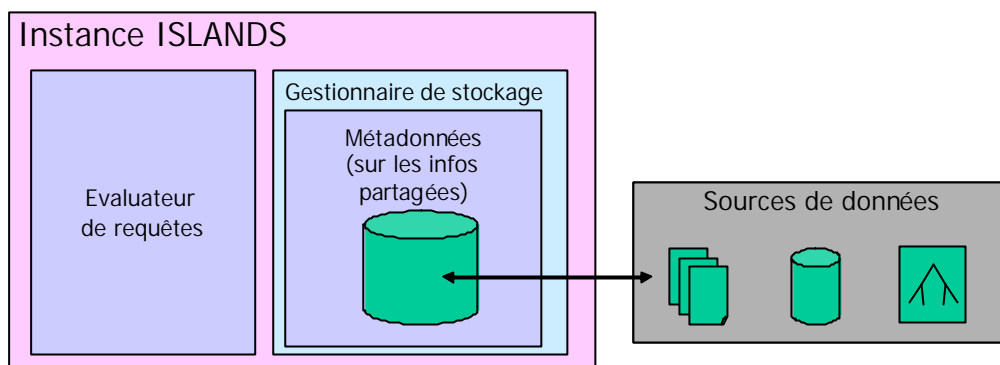 Instance ISLANDS
Gestionnaire de stockage
Métadonnées
(sur les infos
partagées)
Evaluateur
de requêtes
Sources de données